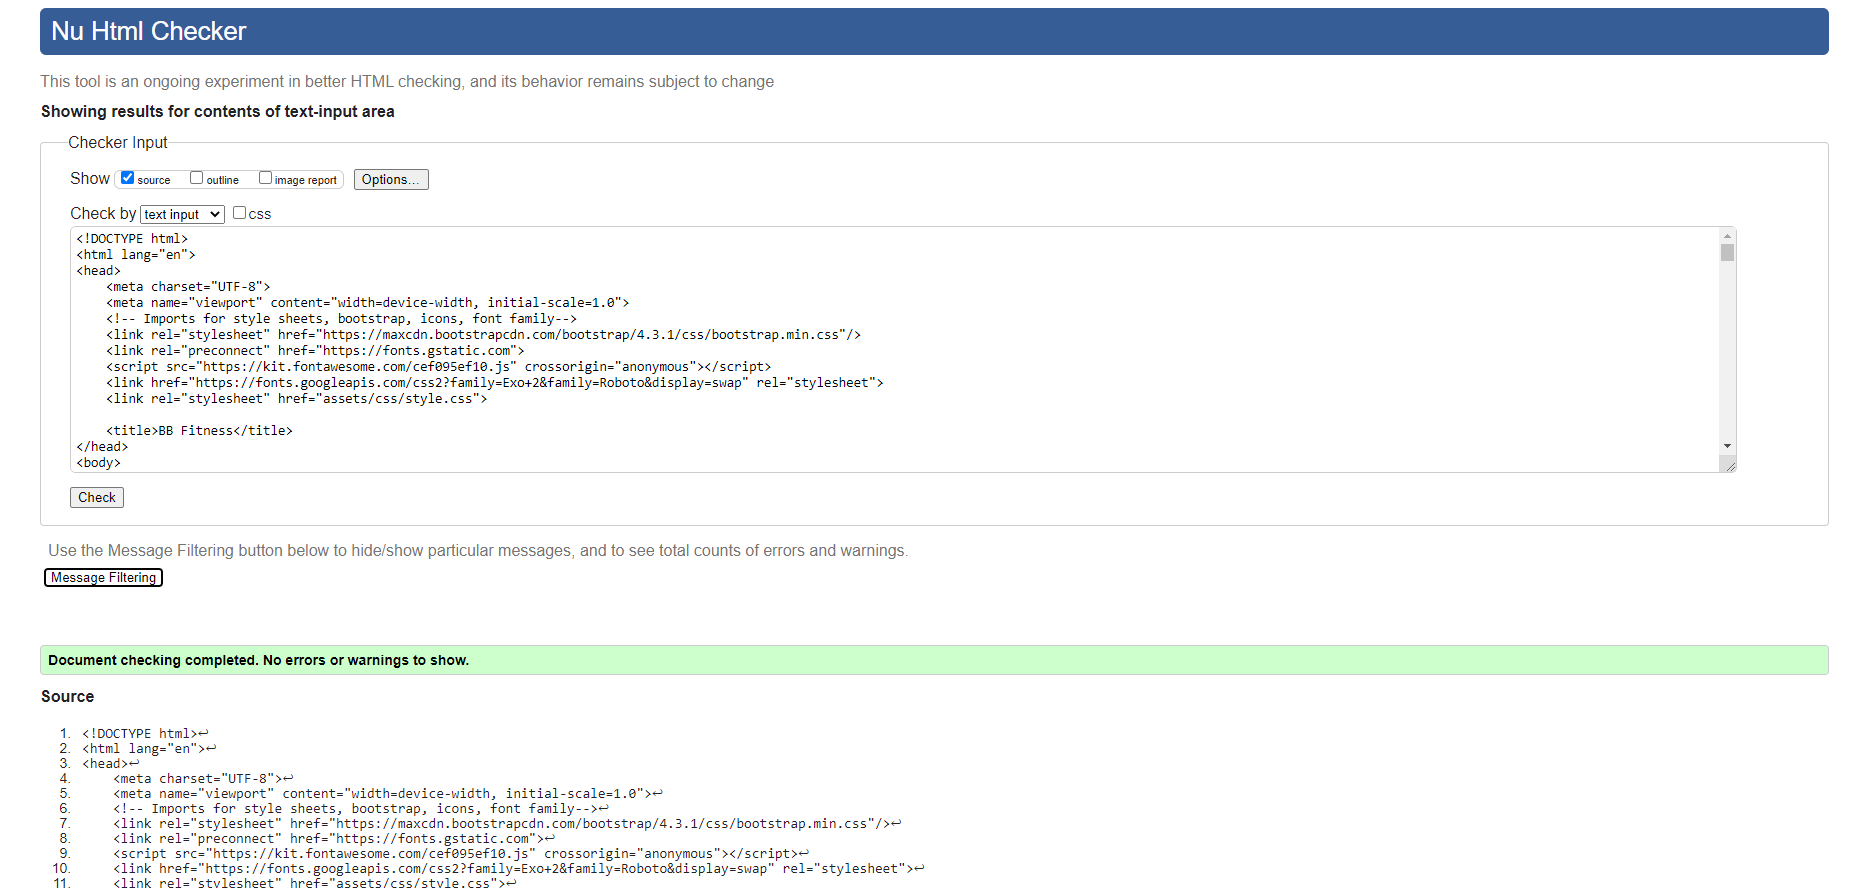 Nu Html Checker
This tool is an ongoing experiment in better HTML checking, and its behavior remains subject to change
Showing results for contents of text-input area
Checker Input
Show source outline image report Options...
Check by text input css
<!DOCTYPE html>
<html lang="en">
<head>
    <meta charset="UTF-8">
    <meta name="viewport" content="width=device-width, initial-scale=1.0">
    <!-- Imports for style sheets, bootstrap, icons, font family-->
    <link rel="stylesheet" href="https://maxcdn.bootstrapcdn.com/bootstrap/4.3.1/css/bootstrap.min.css"/>
    <link rel="preconnect" href="https://fonts.gstatic.com">
    <script src="https://kit.fontawesome.com/cef095ef10.js" crossorigin="anonymous"></script>
    <link href="https://fonts.googleapis.com/css2?family=Exo+2&family=Roboto&display=swap" rel="stylesheet">
    <link rel="stylesheet" href="assets/css/style.css">
    <title>BB Fitness</title>
</head>
<body>
Check
Use the Message Filtering button below to hide/show particular messages, and to see total counts of errors and warnings.
Message Filtering
Document checking completed. No errors or warnings to show.
Source
1. <!DOCTYPE html>↩
2. <html lang="en">↩
3. <head>↩
4.     <meta charset="UTF-8">↩
5.     <meta name="viewport" content="width=device-width, initial-scale=1.0">↩
6.     <!-- Imports for style sheets, bootstrap, icons, font family-->↩
7.     <link rel="stylesheet" href="https://maxcdn.bootstrapcdn.com/bootstrap/4.3.1/css/bootstrap.min.css"/>↩
8.     <link rel="preconnect" href="https://fonts.gstatic.com">↩
9.     <script src="https://kit.fontawesome.com/cef095ef10.js" crossorigin="anonymous"></script>↩
10.     <link href="https://fonts.googleapis.com/css2?family=Exo+2&family=Roboto&display=swap" rel="stylesheet">↩
11.     <link rel="stylesheet" href="assets/css/style.css">↩